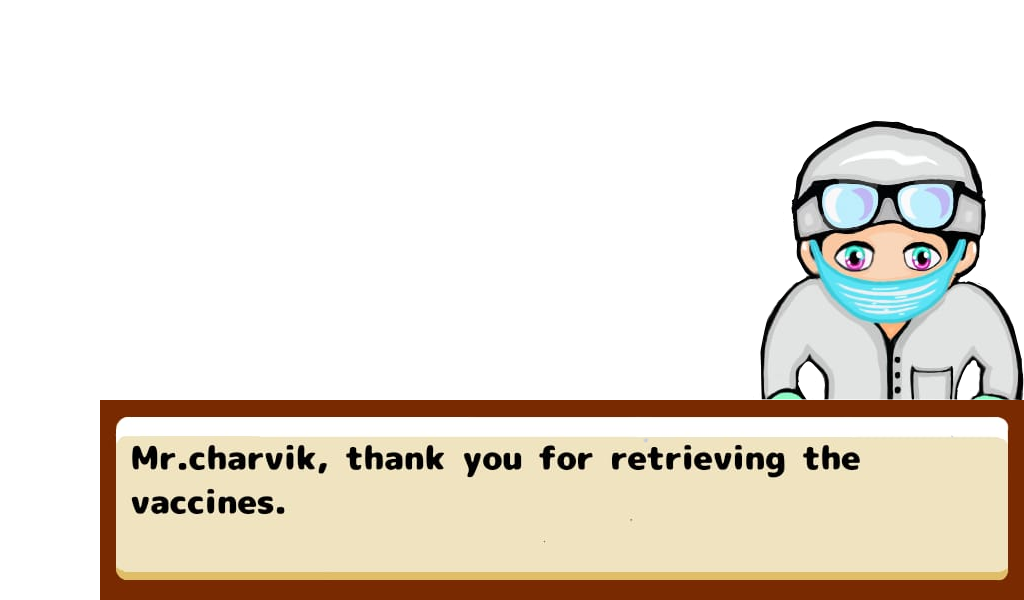 Mr.charvik, thank you for retrieving the
vaccines.